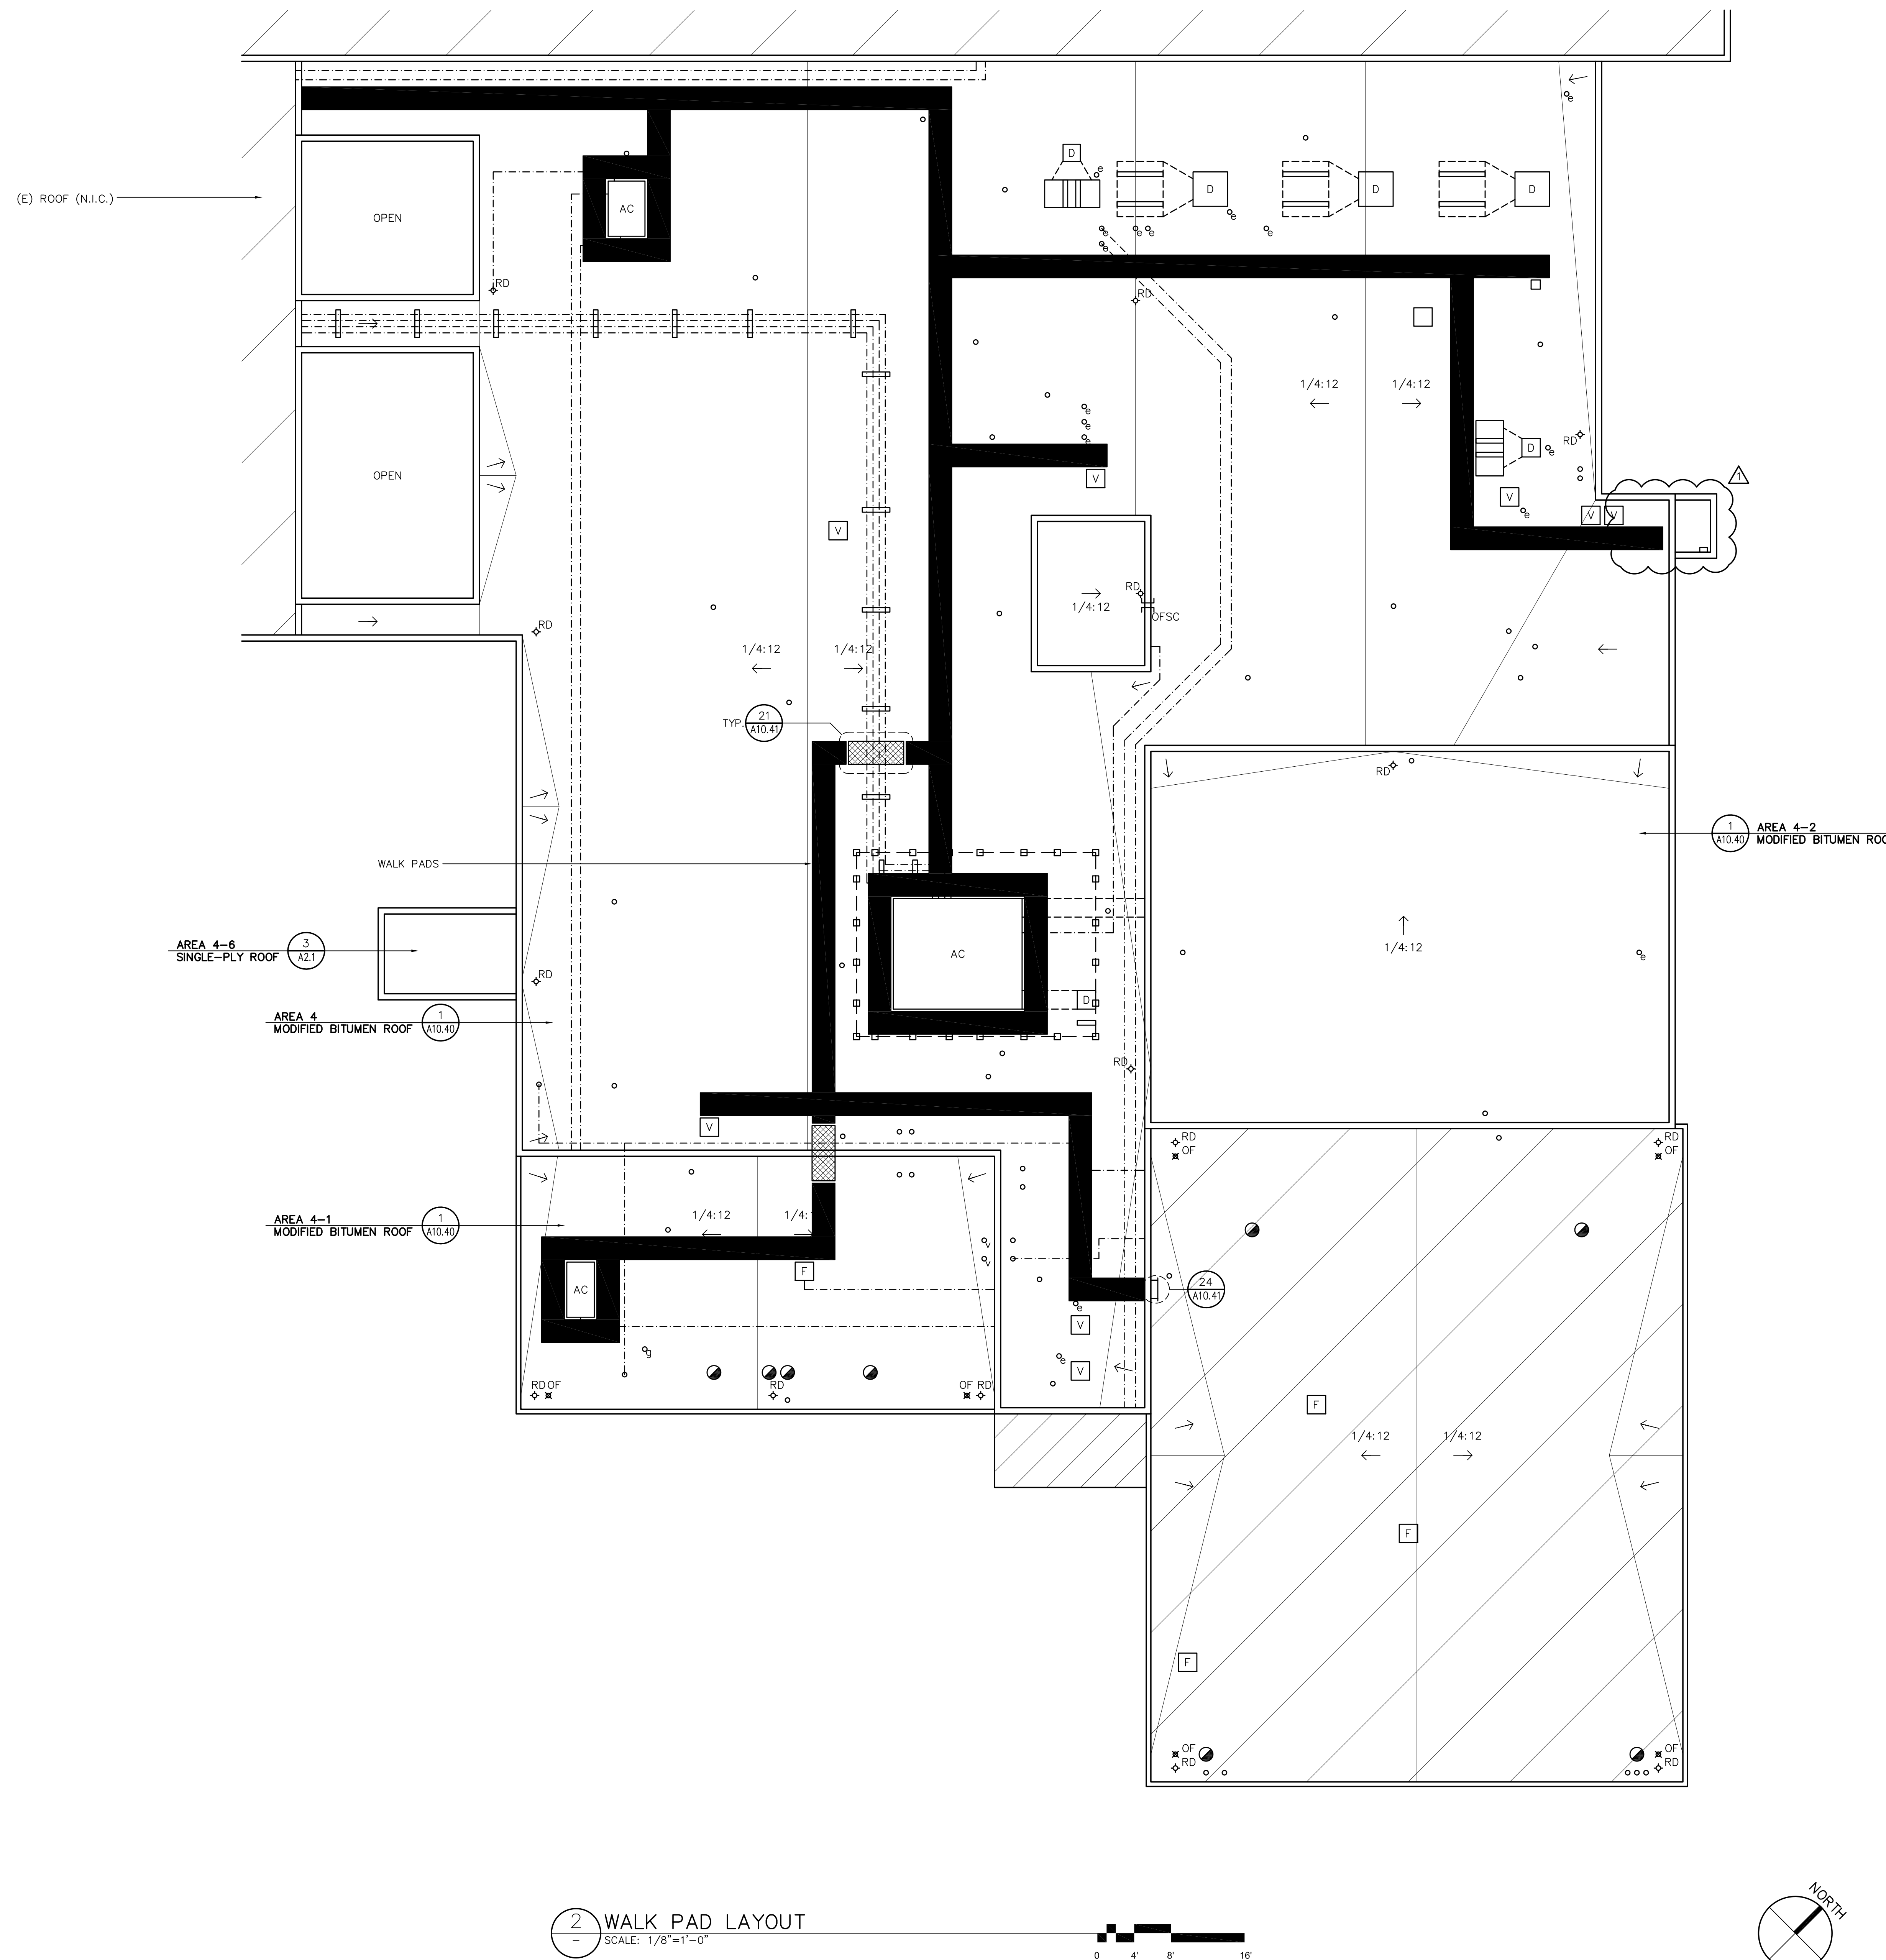 D
e
e
(E) ROOF (N.I.C.)
AC
D
D
D
OPEN
e
e
e
e
e
e
RD
RD
1/4:12
1/4:12
e
e
e
RD
D
e
OPEN
V
1
V
V
e
V
V
RD
1/4:12
OFSC
RD
1/4:12
1/4:12
TYP.
21
A10.41
RD
1
A10.40
AREA 4-2
WALK PADS
AREA 4-6
SINGLE-PLY ROOF
3
A2.1
AC
1/4:12
e
RD
D
AREA 4
MODIFIED BITUMEN ROOF
1
A10.40
RD
V
RD
OF
RD
OF
AREA 4-1
MODIFIED BITUMEN ROOF
1
A10.40
1/4:12
1/4:
V
V
F
AC
24
A10.41
e
V
g
e
V
RD OF
RD
OF RD
F
1/4:12
1/4:12
F
F
OF
RD
OF
RD
NORTH
2
-
WALK PAD LAYOUT
SCALE: 1/8"=1'-0"
0 4' 8' 16'